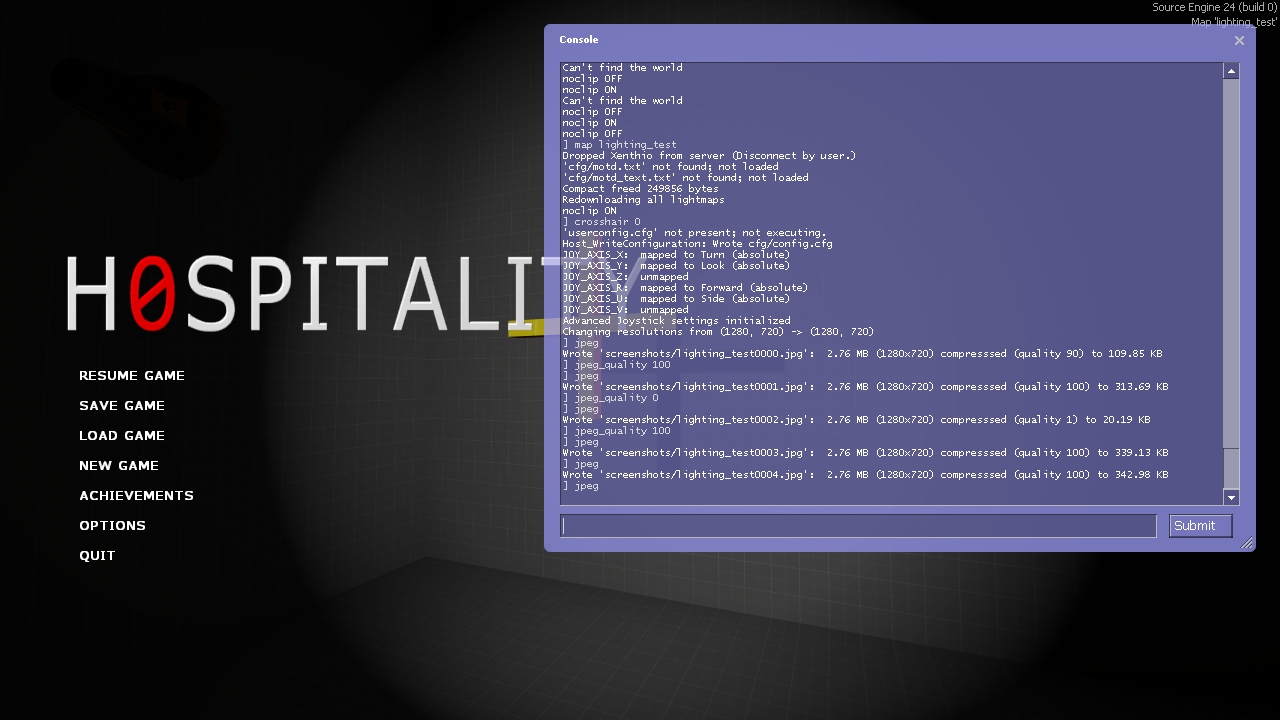 Source Engine 24 (build 0)
Map 'lighting_test'
Console
Can't find the world
noclip OFF
noclip ON
Can't find the world
noclip OFF
noclip ON
noclip OFF
] map lighting_test
Dropped Xenthio from server (Disconnect by user.)
'cfg/motd.txt' not found; not loaded
'cfg/motd_text.txt' not found; not loaded
Compact freed 249856 bytes
Redownloading all lightmaps
noclip ON
] crosshair 0
'userconfig.cfg' not present; not executing.
Host_WriteConfiguration: Wrote cfg/config.cfg
JOY_AXIS_X:  mapped to Turn (absolute)
JOY_AXIS_Y:  mapped to Look (absolute)
JOY_AXIS_Z:  unmapped
JOY_AXIS_R:  mapped to Forward (absolute)
JOY_AXIS_U:  mapped to Side (absolute)
JOY_AXIS_V:  unmapped
Advanced Joystick settings initialized
Changing resolutions from (1280, 720) -> (1280, 720)
] jpeg
Wrote 'screenshots/lighting_test0000.jpg':  2.76 MB (1280x720) compresssed (quality 90) to 109.85 KB
] jpeg_quality 100
] jpeg
Wrote 'screenshots/lighting_test0001.jpg':  2.76 MB (1280x720) compresssed (quality 100) to 313.69 KB
] jpeg_quality 0
] jpeg
Wrote 'screenshots/lighting_test0002.jpg':  2.76 MB (1280x720) compresssed (quality 1) to 20.19 KB
] jpeg_quality 100
] jpeg
Wrote 'screenshots/lighting_test0003.jpg':  2.76 MB (1280x720) compresssed (quality 100) to 339.13 KB
] jpeg
Wrote 'screenshots/lighting_test0004.jpg':  2.76 MB (1280x720) compresssed (quality 100) to 342.98 KB
] jpeg
Submit
H0SPITALITY
RESUME GAME
SAVE GAME
LOAD GAME
NEW GAME
ACHIEVEMENTS
OPTIONS
QUIT